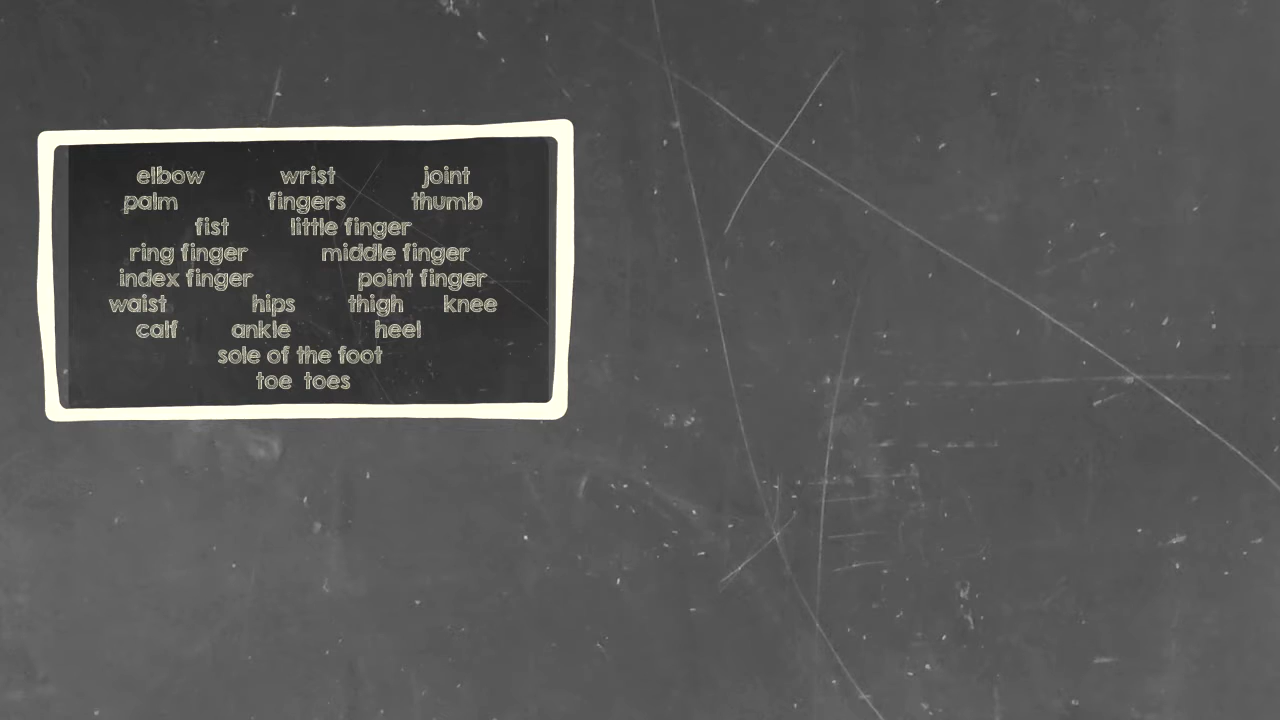 elbow wrist joint
palm fingers thumb
fist little finger
ring finger middle finger
index finger point finger
waist hips thigh knee
calf ankle heel
sole of the foot
toe toes